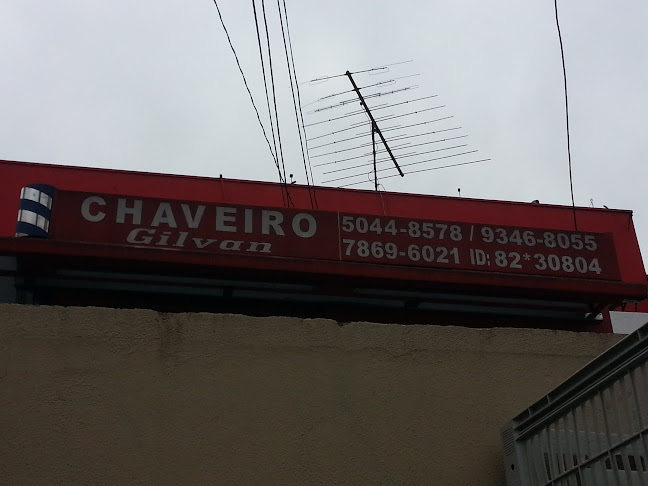 CHAVEIRO
Gilvan
5044-8578 / 9346-8055
7869-6021 ID: 82*30804